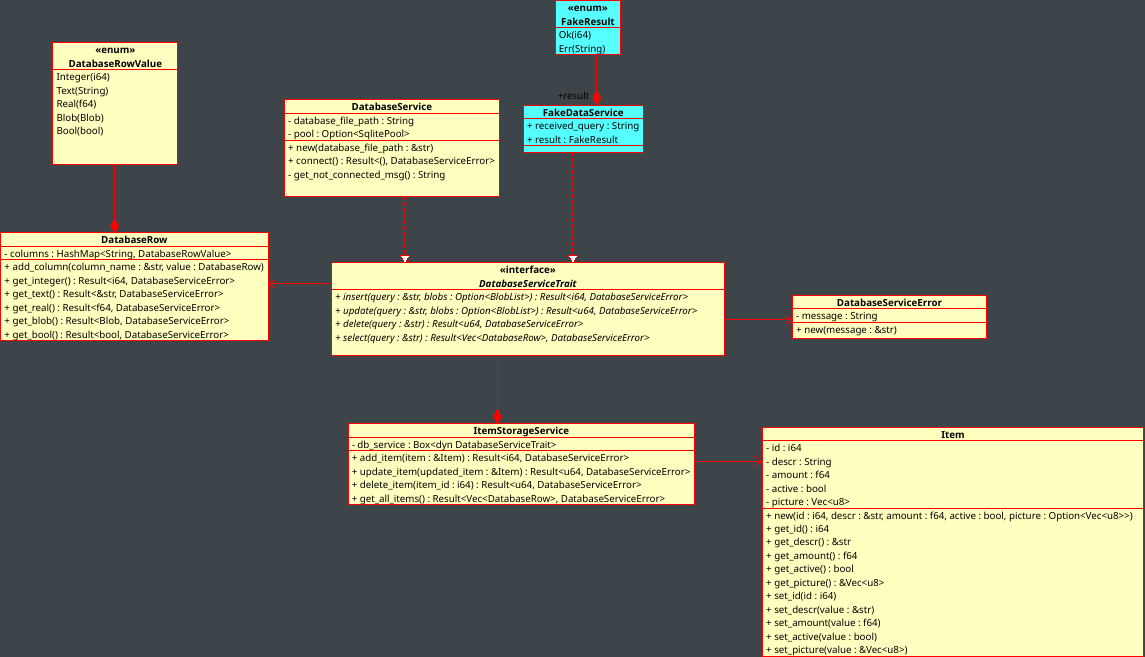 «enum»
FakeResult
Ok(i64)
Err(String)
«enum»
DatabaseRowValue
Integer(i64)
Text(String)
Real(f64)
Blob(Blob)
Bool(bool)
DatabaseService
- database_file_path : String
- pool : Option<SqlitePool>
+ new(database_file_path : &str)
+ connect() : Result<(), DatabaseServiceError>
- get_not_connected_msg() : String
+result
FakeDataService
+ received_query : String
+ result : FakeResult
DatabaseRow
- columns : HashMap<String, DatabaseRowValue>
+ add_column(column_name : &str, value : DatabaseRow)
+ get_integer() : Result<i64, DatabaseServiceError>
+ get_text() : Result<&str, DatabaseServiceError>
+ get_real() : Result<f64, DatabaseServiceError>
+ get_blob() : Result<Blob, DatabaseServiceError>
+ get_bool() : Result<bool, DatabaseServiceError>
«interface»
DatabaseServiceTrait
+ insert(query : &str, blobs : Option<BlobList>) : Result<i64, DatabaseServiceError>
+ update(query : &str, blobs : Option<BlobList>) : Result<u64, DatabaseServiceError>
+ delete(query : &str) : Result<u64, DatabaseServiceError>
+ select(query : &str) : Result<Vec<DatabaseRow>, DatabaseServiceError>
DatabaseServiceError
- message : String
+ new(message : &str)
ItemStorageService
- db_service : Box<dyn DatabaseServiceTrait>
+ add_item(item : &Item) : Result<i64, DatabaseServiceError>
+ update_item(updated_item : &Item) : Result<u64, DatabaseServiceError>
+ delete_item(item_id : i64) : Result<u64, DatabaseServiceError>
+ get_all_items() : Result<Vec<DatabaseRow>, DatabaseServiceError>
Item
- id : i64
- descr : String
- amount : f64
- active : bool
- picture : Vec<u8>
+ new(id : i64, descr : &str, amount : f64, active : bool, picture : Option<Vec<u8>>)
+ get_id() : i64
+ get_descr() : &str
+ get_amount() : f64
+ get_active() : bool
+ get_picture() : &Vec<u8>
+ set_id(id : i64)
+ set_descr(value : &str)
+ set_amount(value : f64)
+ set_active(value : bool)
+ set_picture(value : &Vec<u8>)